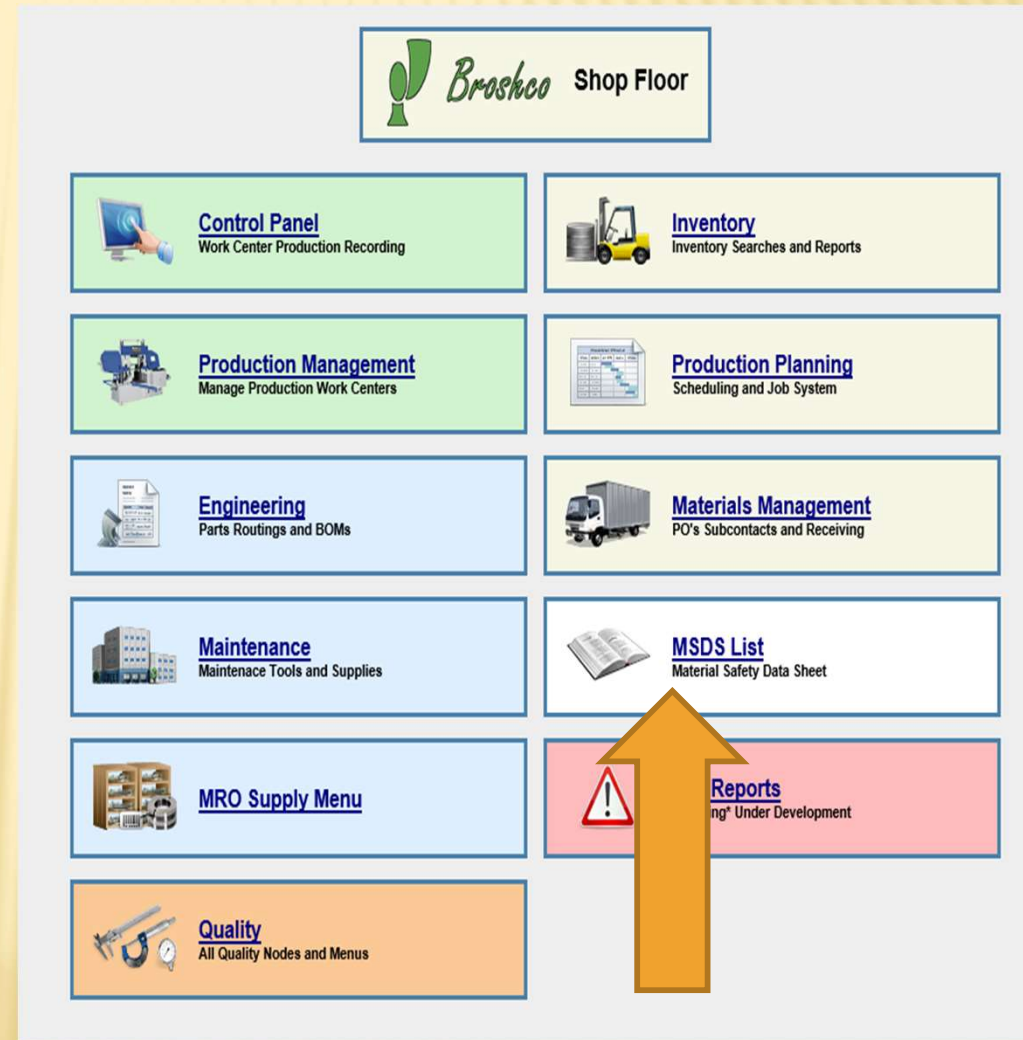 Broshco Shop Floor
Control Panel
Work Center Production Recording
Inventory
Inventory Searches and Reports
Production Management
Manage Production Work Centers
Production Planning
Scheduling and Job System
Engineering
Parts Routings and BOMs
Materials Management
PO's Subcontacts and Receiving
Maintenance
Maintenace Tools and Supplies
MSDS List
Material Safety Data Sheet
MRO Supply Menu
Reports
Under Development
Quality
All Quality Nodes and Menus